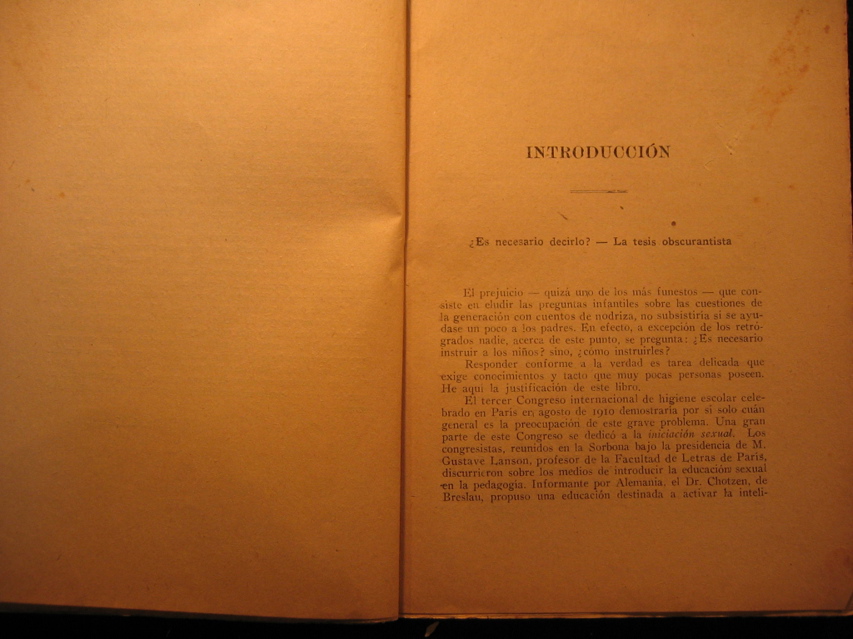 INTRODUCCIÓN
¿Es necesario decirlo? — La tesis obscurantista
El prejuicio — quizá uno de los más funestos — que con-
siste en eludir las preguntas infantiles sobre las cuestiones de
la generación con cuentos de nodriza, no subsistiría si se ayu-
dase un poco a los padres. En efecto, a excepción de los retró-
grados nadie, acerca de este punto, se pregunta: ¿Es necesario
instruir a los niños? sino, ¿cómo instruirles?
Responder conforme a la verdad es tarea delicada que
exige conocimientos y tacto que muy pocas personas poseen.
He aquí la justificación de este libro.
El tercer Congreso internacional de higiene escolar cele-
brado en París en agosto de 1910 demostraría por sí solo cuán
general es la preocupación de este grave problema. Una gran
parte de este Congreso se dedicó a la iniciación sexual. Los
congresistas, reunidos en la Sorbona bajo la presidencia de M.
Gustave Lanson, profesor de la Facultad de Letras de París,
discurrieron sobre los medios de introducir la educación sexual
en la pedagogía. Informante por Alemania, el Dr. Chotzen, de
Breslau, propuso una educación destinada a activar la inteli-